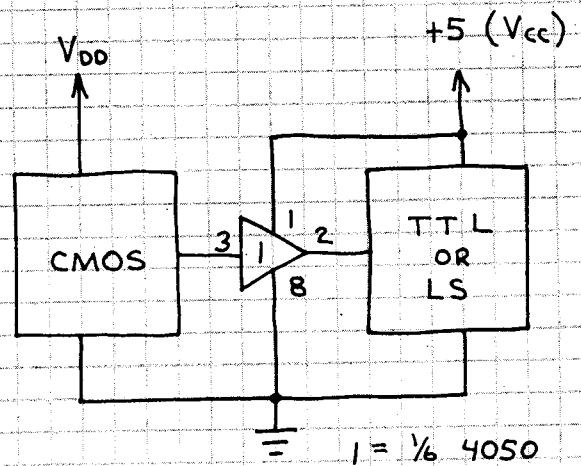 +5 (Vcc)
VDD
CMOS
3
1
1
2
8
TTL
OR
LS
1 = 1/6 4050